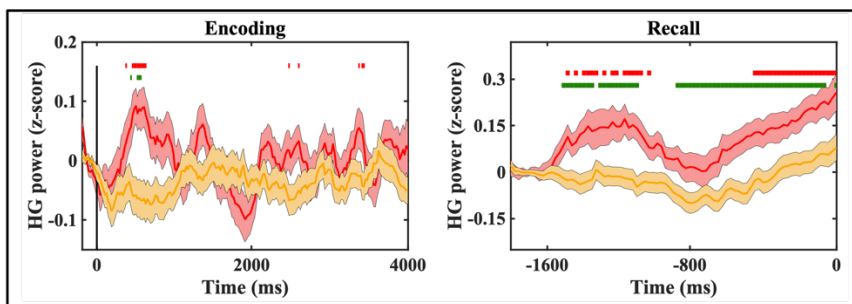 Encoding
HG power (z-score)
0.2
0.1
0
-0.1
0
2000
4000
Time (ms)
Recall
HG power (z-score)
0.3
0.15
0
-0.15
-1600
-800
0
Time (ms)